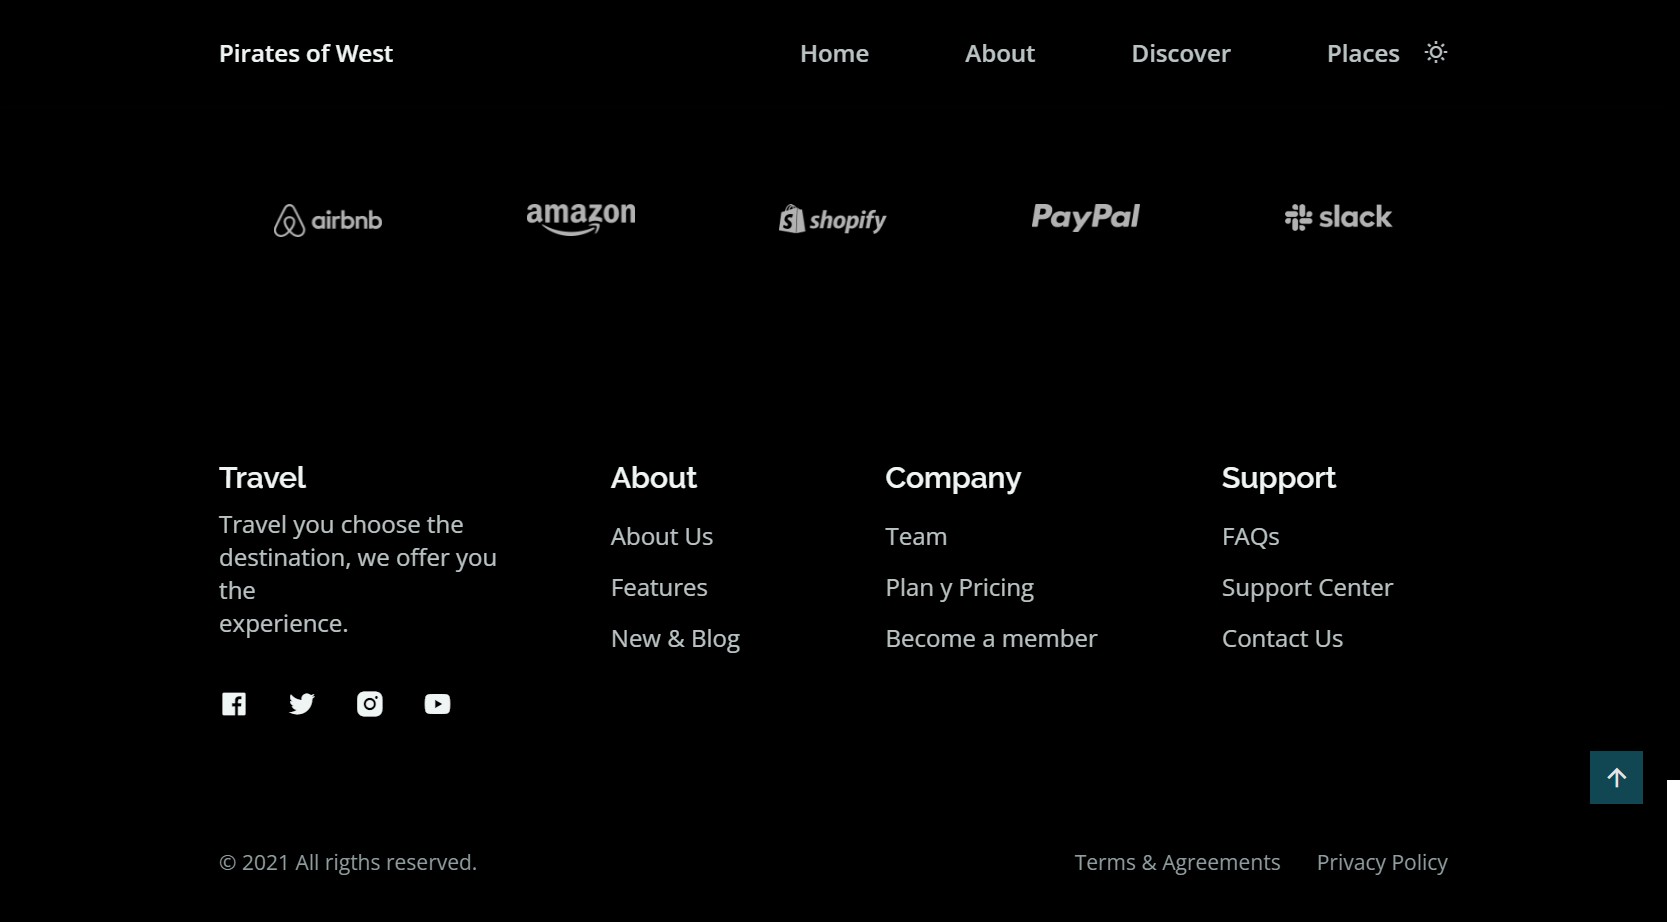 Pirates of West
Home
About
Discover
Places
airbnb
amazon
shopify
PayPal
slack
Travel
Travel you choose the
destination, we offer you
the
experience.
About
About Us
Features
New & Blog
Company
Team
Plan y Pricing
Become a member
Support
FAQs
Support Center
Contact Us
© 2021 All rigths reserved.
Terms & Agreements
Privacy Policy